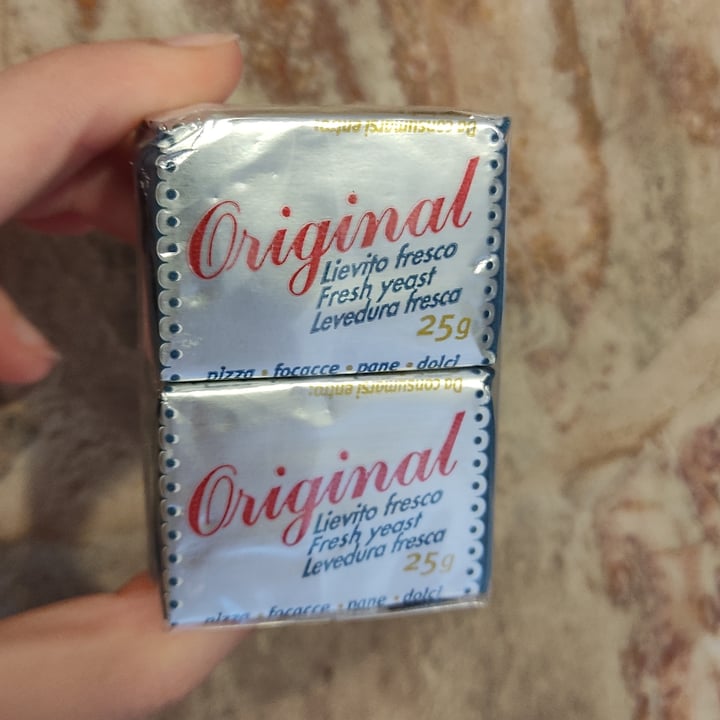 Da consumarsi entro:
Original
Lievito fresco
Fresh yeast
Levedura fresca
25g
pizza • focacce • pane • dolci
Da consumarsi entro:
Original
Lievito fresco
Fresh yeast
Levedura fresca
25g
pizza • focacce • pane • dolci